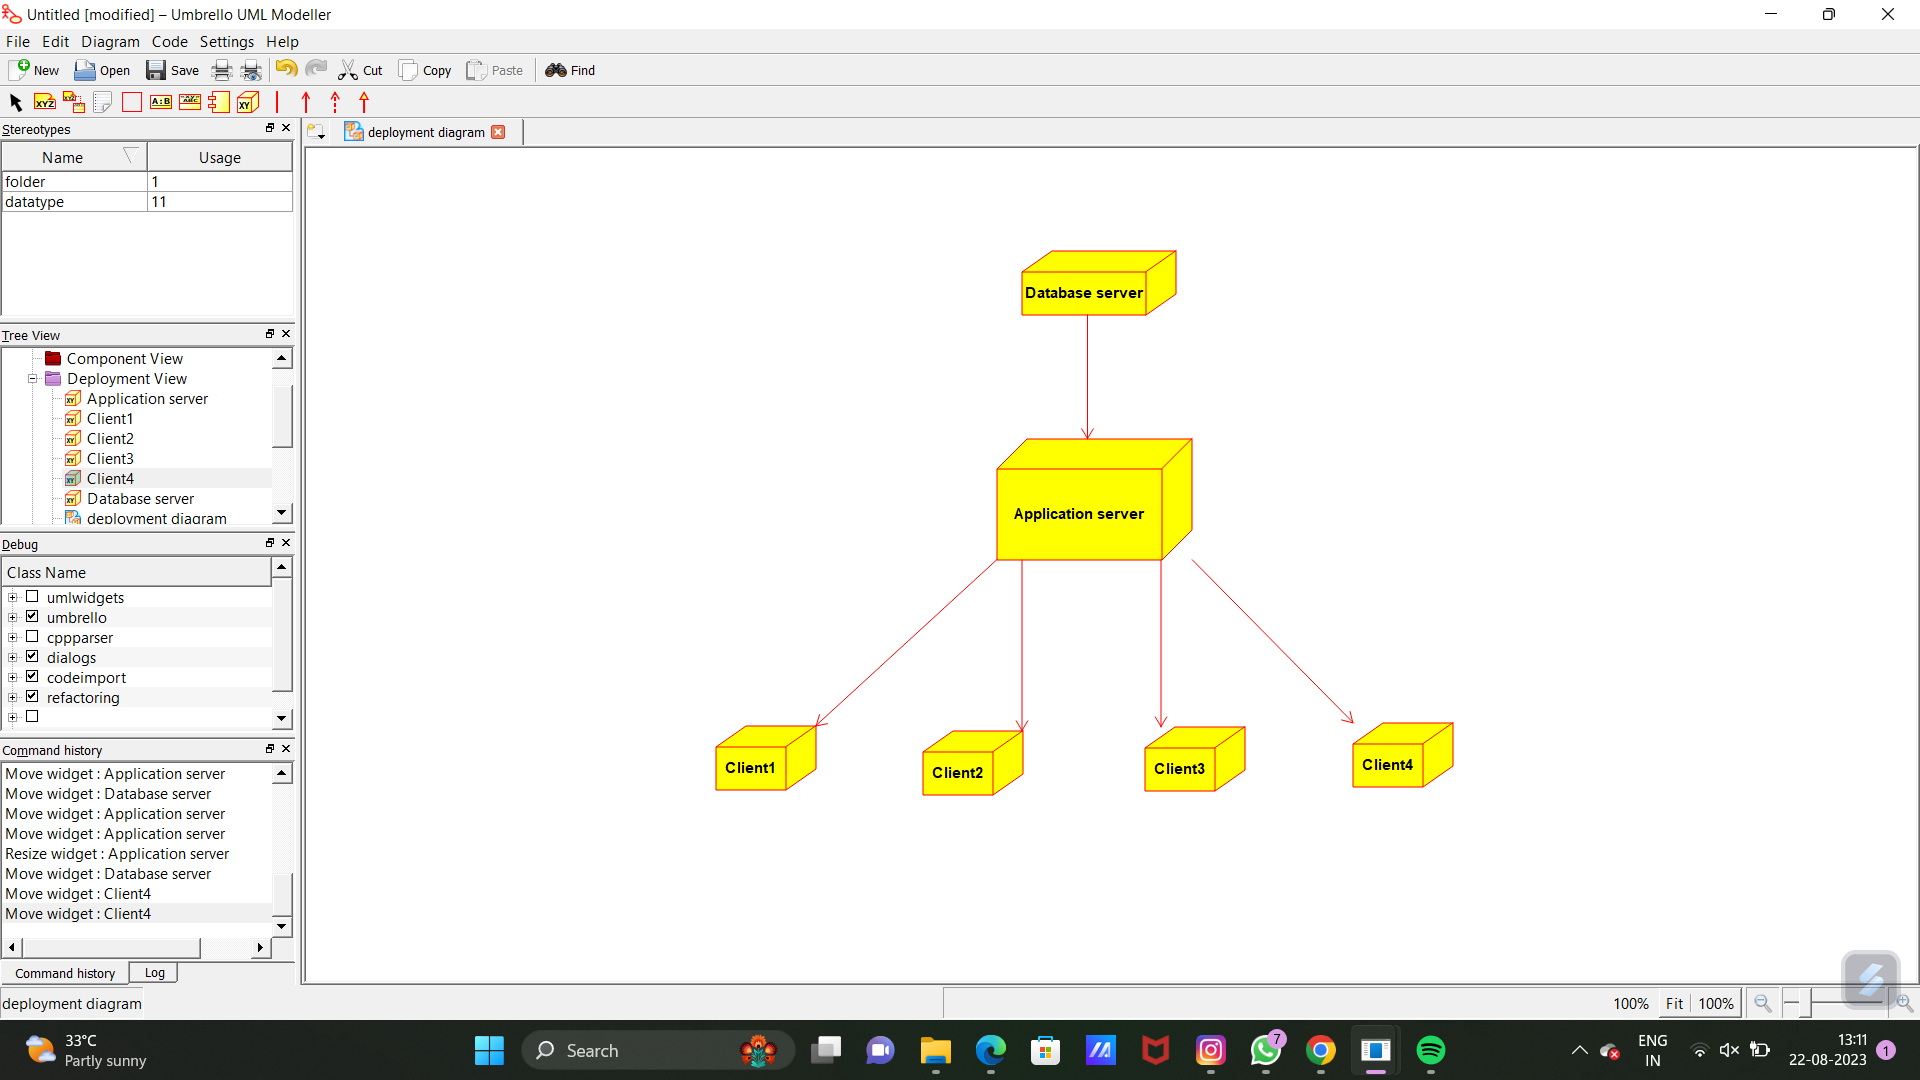 Untitled [modified] – Umbrello UML Modeller
File Edit Diagram Code Settings Help
New Open Save Cut Copy Paste Find
XYZ XYZ A:B ABC XY
Stereotypes
deployment diagram
Name Usage
folder 1
datatype 11
Tree View
Component View
Deployment View
Application server
Client1
Client2
Client3
Client4
Database server
deployment diagram
Debug
Class Name
umlwidgets
umbrello
cppparser
dialogs
codeimport
refactoring
Command history
Move widget : Application server
Move widget : Database server
Move widget : Application server
Move widget : Application server
Resize widget : Application server
Move widget : Database server
Move widget : Client4
Move widget : Client4
Command history Log
Database server
Application server
Client1
Client2
Client3
Client4
deployment diagram
100% Fit 100%
33°C
Partly sunny
Search
7
ENG
IN
13:11
22-08-2023
1